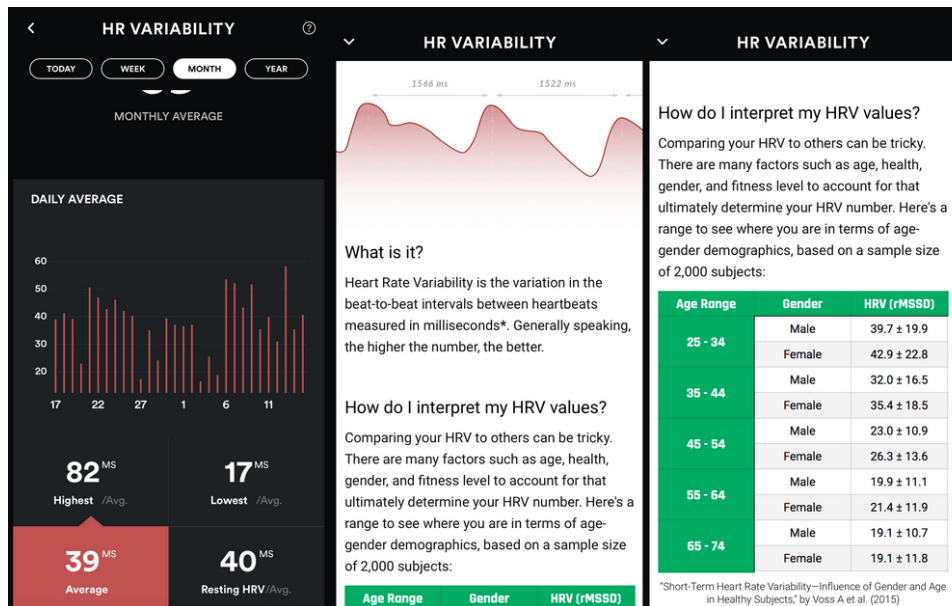 HR VARIABILITY
?
TODAY
WEEK
MONTH
YEAR
MONTHLY AVERAGE
DAILY AVERAGE
60
50
40
30
20
17
22
27
1
6
11
82 MS
Highest /Avg.
17 MS
Lowest /Avg.
39 MS
Average
40 MS
Resting HRV/Avg.
HR VARIABILITY
1566 ms
1522 ms
What is it?
Heart Rate Variability is the variation in the
beat-to-beat intervals between heartbeats
measured in milliseconds*. Generally speaking,
the higher the number, the better.
How do I interpret my HRV values?
Comparing your HRV to others can be tricky.
There are many factors such as age, health,
gender, and fitness level to account for that
ultimately determine your HRV number. Here's a
range to see where you are in terms of age-
gender demographics, based on a sample size
of 2,000 subjects:
Age Range Gender HRV (rMSSD)
HR VARIABILITY
How do I interpret my HRV values?
Comparing your HRV to others can be tricky.
There are many factors such as age, health,
gender, and fitness level to account for that
ultimately determine your HRV number. Here's a
range to see where you are in terms of age-
gender demographics, based on a sample size
of 2,000 subjects:
Age Range Gender HRV (rMSSD)
25 - 34 Male 39.7 ± 19.9
Female 42.9 ± 22.8
35 - 44 Male 32.0 ± 16.5
Female 35.4 ± 18.5
45 - 54 Male 23.0 ± 10.9
Female 26.3 ± 13.6
55 - 64 Male 19.9 ± 11.1
Female 21.4 ± 11.9
65 - 74 Male 19.1 ± 10.7
Female 19.1 ± 11.8
"Short-Term Heart Rate Variability—Influence of Gender and Age
in Healthy Subjects," by Voss A et al. (2015)